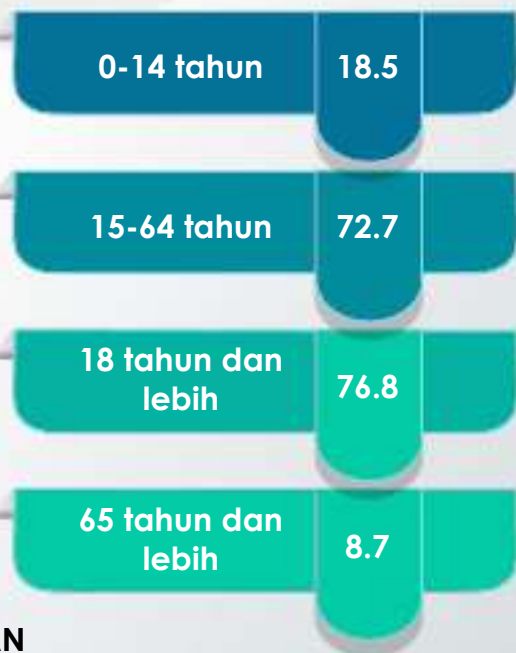 0-14 tahun 18.5
15-64 tahun 72.7
18 tahun dan
lebih 76.8
65 tahun dan
lebih 8.7